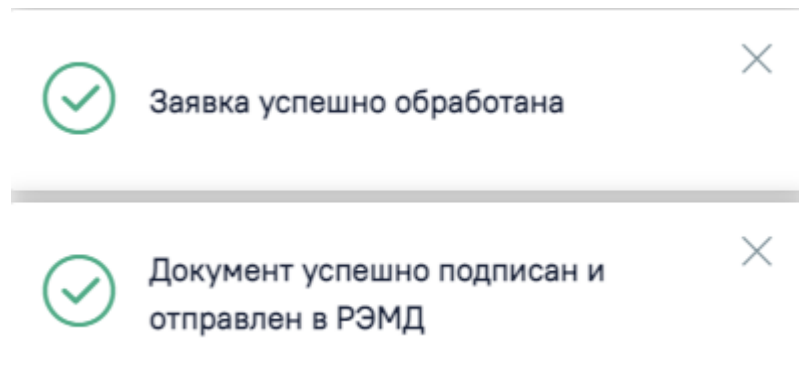 Заявка успешно обработана
Документ успешно подписан и
отправлен в РЭМД